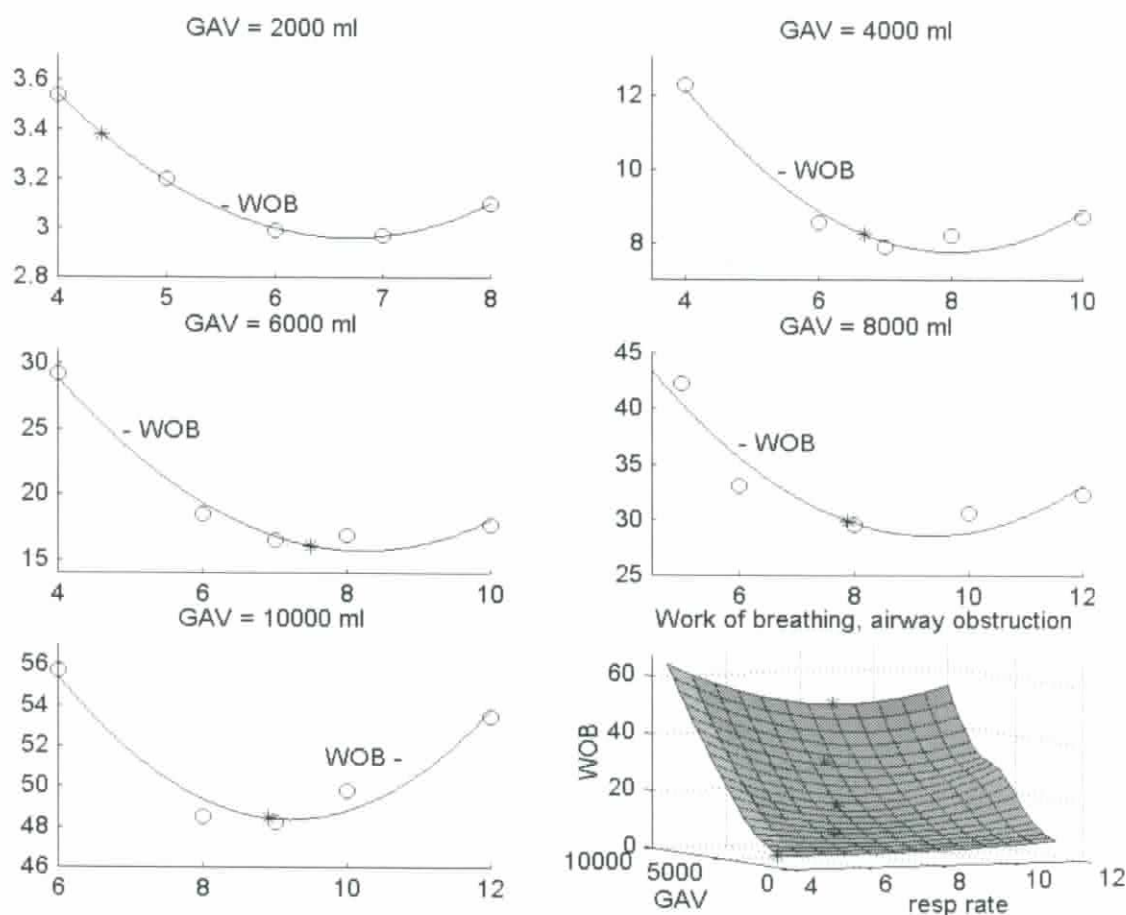 GAV = 2000 ml
3.6
3.4
3.2
3
2.8
- WOB
4 5 6 7 8
GAV = 4000 ml
12
10
8
- WOB
4 6 8 10
GAV = 6000 ml
30
25
20
15
- WOB
4 6 8 10
GAV = 8000 ml
45
40
35
30
25
- WOB
6 8 10 12
GAV = 10000 ml
56
54
52
50
48
46
WOB -
6 8 10 12
Work of breathing, airway obstruction
60
40
20
0
WOB
10000 5000 0
GAV
4 6 8 10 12
resp rate